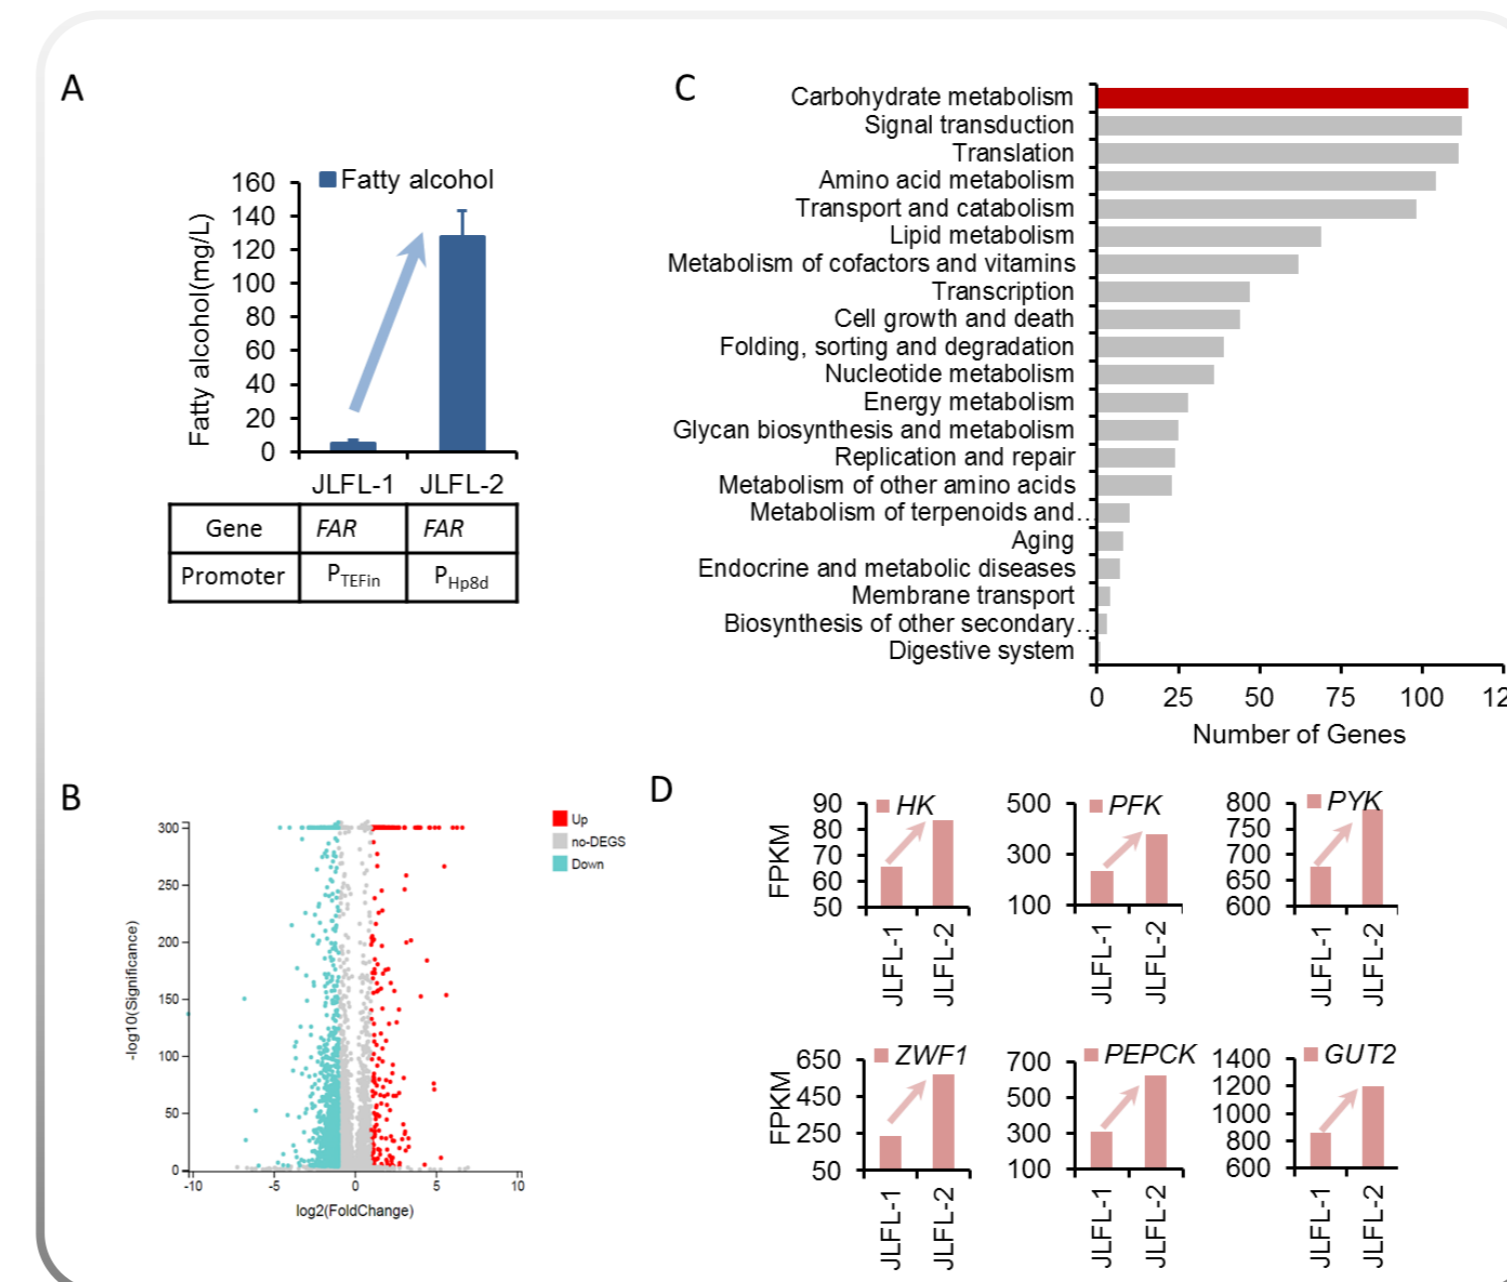 A
Fatty alcohol
Fatty alcohol(mg/L)
160
140
120
100
80
60
40
20
0
JLFL-1 JLFL-2
Gene FAR FAR
Promoter PTEFin PHp8d
C
Carbohydrate metabolism
Signal transduction
Translation
Amino acid metabolism
Transport and catabolism
Lipid metabolism
Metabolism of cofactors and vitamins
Transcription
Cell growth and death
Folding, sorting and degradation
Nucleotide metabolism
Energy metabolism
Glycan biosynthesis and metabolism
Replication and repair
Metabolism of other amino acids
Metabolism of terpenoids and...
Aging
Endocrine and metabolic diseases
Membrane transport
Biosynthesis of other secondary...
Digestive system
0 25 50 75 100 12
Number of Genes
B
Up
no-DEGS
Down
-log10(Significance)
300
250
200
150
100
50
0
-10 -5 0 5 10
log2(FoldChange)
D
HK
FPKM
90
80
70
60
50
JLFL-1
JLFL-2
PFK
500
300
100
JLFL-1
JLFL-2
PYK
800
750
700
650
600
JLFL-1
JLFL-2
ZWF1
FPKM
650
450
250
50
JLFL-1
JLFL-2
PEPCK
700
500
300
100
JLFL-1
JLFL-2
GUT2
1400
1200
1000
800
600
JLFL-1
JLFL-2